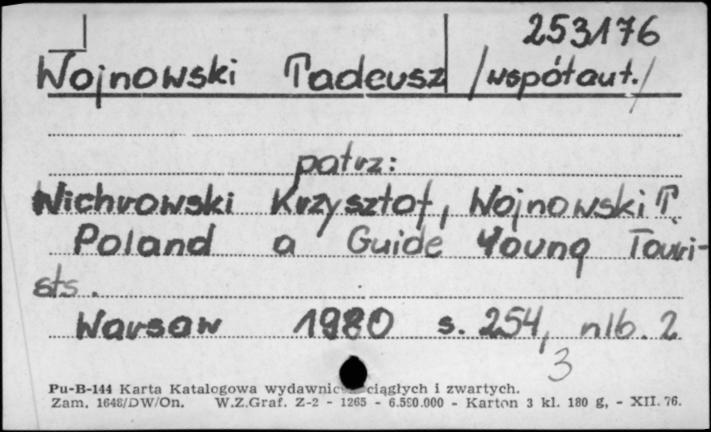 253176
Wojnowski Tadeusz /współaut./
patrz:
Wichrowski Krzysztof, Wojnowski T.
Poland a Guide Young Touri-
sts.
Warsaw 1980 s. 254, nlb. 2
3
Pu-B-144 Karta Katalogowa wydawnictw ciągłych i zwartych.
Zam. 1648/DW/On. W.Z.Graf. Z-2 - 1265 - 6.550.000 - Karton 3 kl. 180 g, - XII. 76.